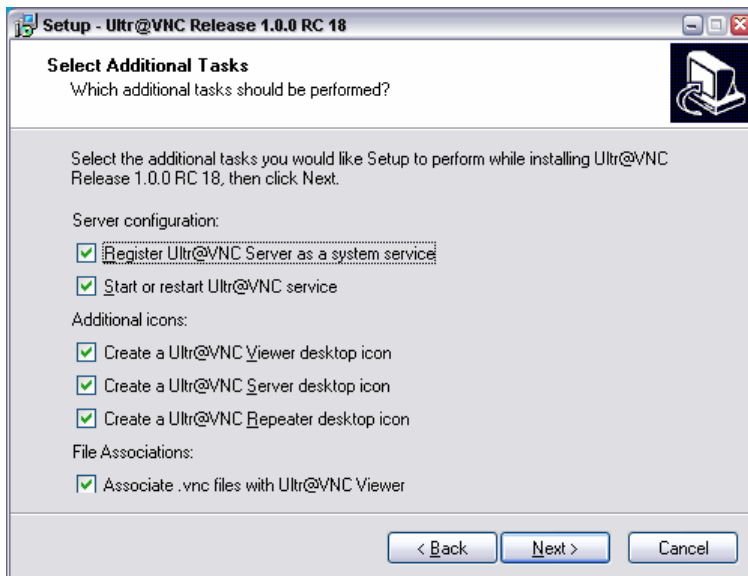 Setup - Ultr@VNC Release 1.0.0 RC 18
Select Additional Tasks
Which additional tasks should be performed?
Select the additional tasks you would like Setup to perform while installing Ultr@VNC
Release 1.0.0 RC 18, then click Next.
Server configuration:
Register Ultr@VNC Server as a system service
Start or restart Ultr@VNC service
Additional icons:
Create a Ultr@VNC Viewer desktop icon
Create a Ultr@VNC Server desktop icon
Create a Ultr@VNC Repeater desktop icon
File Associations:
Associate .vnc files with Ultr@VNC Viewer
< Back Next > Cancel